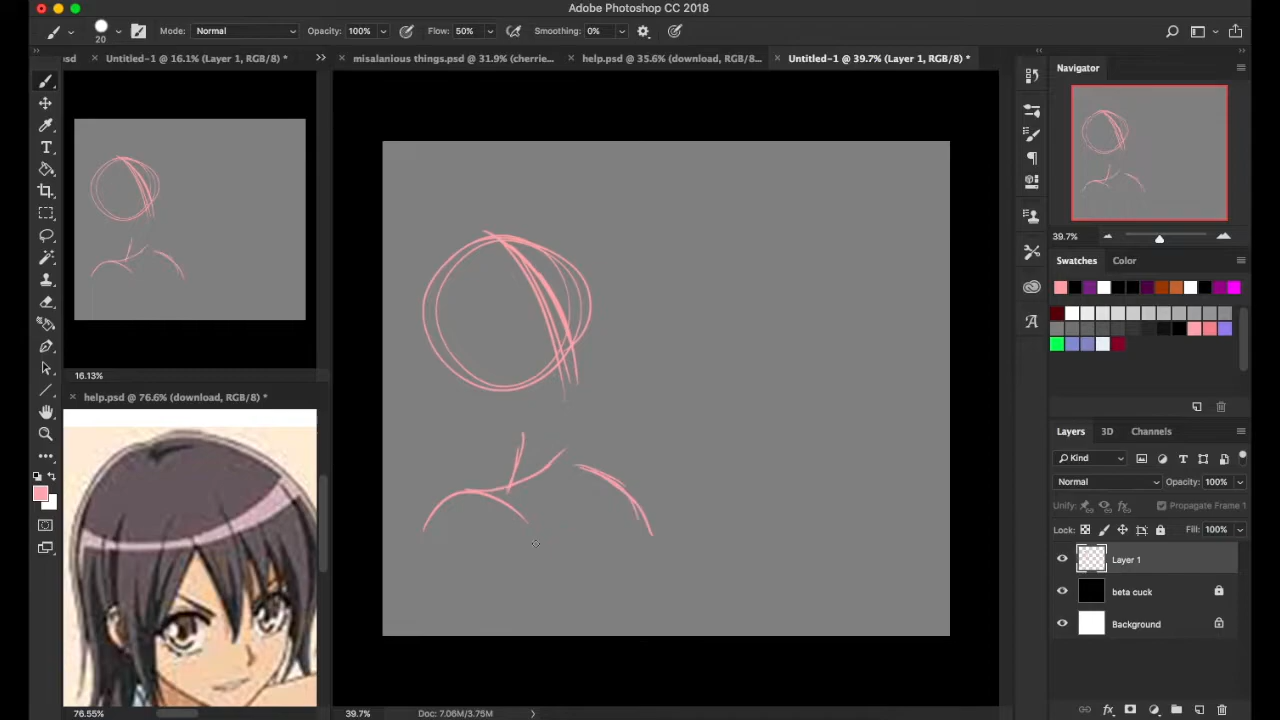 Adobe Photoshop CC 2018
20
Mode: Normal Opacity: 100% Flow: 50% Smoothing: 0%
sd × Untitled-1 @ 16.1% (Layer 1, RGB/8) *
× misalanious things.psd @ 31.9% (cherrie... × help.psd @ 35.6% (download, RGB/8... × Untitled-1 @ 39.7% (Layer 1, RGB/8) *
16.13%
× help.psd @ 76.6% (download, RGB/8) *
76.55%
39.7% Doc: 7.06M/3.75M
Navigator
39.7%
Swatches Color
Layers 3D Channels
Kind
Normal Opacity: 100%
Unify: Propagate Frame 1
Lock: Fill: 100%
Layer 1
beta cuck
Background